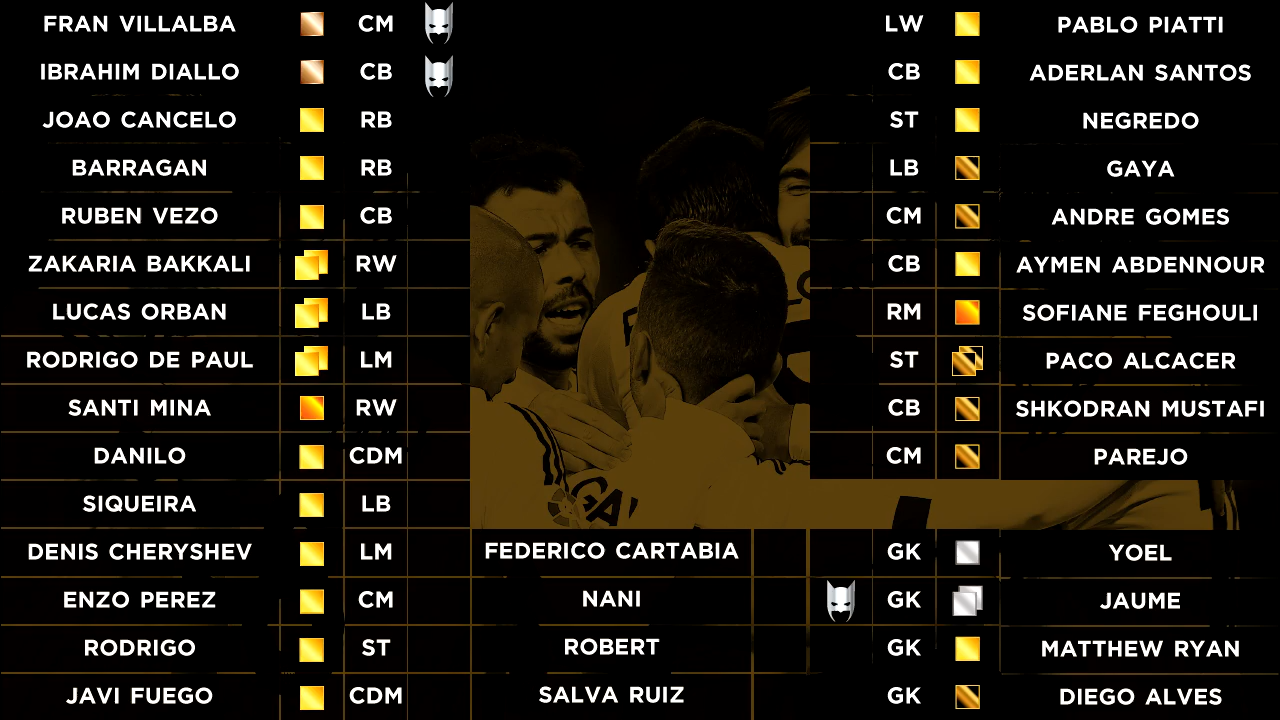 FRAN VILLALBA CM
IBRAHIM DIALLO CB
JOAO CANCELO RB
BARRAGAN RB
RUBEN VEZO CB
ZAKARIA BAKKALI RW
LUCAS ORBAN LB
RODRIGO DE PAUL LM
SANTI MINA RW
DANILO CDM
SIQUEIRA LB
DENIS CHERYSHEV LM
ENZO PEREZ CM
RODRIGO ST
JAVI FUEGO CDM
FEDERICO CARTABIA
NANI
ROBERT
SALVA RUIZ
LW PABLO PIATTI
CB ADERLAN SANTOS
ST NEGREDO
LB GAYA
CM ANDRE GOMES
CB AYMEN ABDENNOUR
RM SOFIANE FEGHOULI
ST PACO ALCACER
CB SHKODRAN MUSTAFI
CM PAREJO
GK YOEL
GK JAUME
GK MATTHEW RYAN
GK DIEGO ALVES